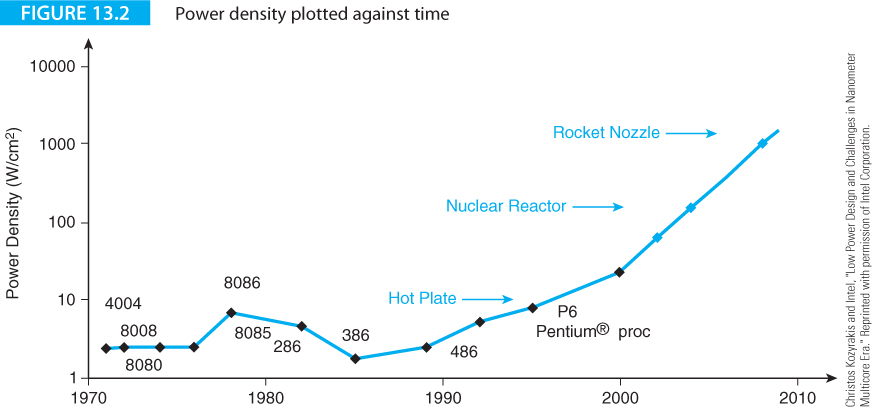 FIGURE 13.2 Power density plotted against time
10000
1000
100
10
1
Power Density (W/cm²)
1970 1980 1990 2000 2010
4004
8008
8080
8086
8085
286
386
486
P6
Pentium® proc
Hot Plate
Nuclear Reactor
Rocket Nozzle
Christos Kozyrakis and Intel, "Low Power Design and Challenges in Nanometer
Multicore Era." Reprinted with permission of Intel Corporation.